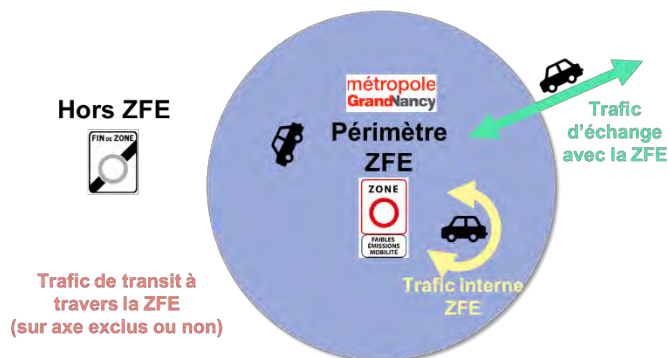 métropole
GrandNancy
Hors ZFE
FIN DE ZONE
Périmètre
ZFE
ZONE
FAIBLES
ÉMISSIONS
MOBILITÉ
Trafic
d'échange
avec la ZFE
Trafic interne
ZFE
Trafic de transit à
travers la ZFE
(sur axe exclus ou non)